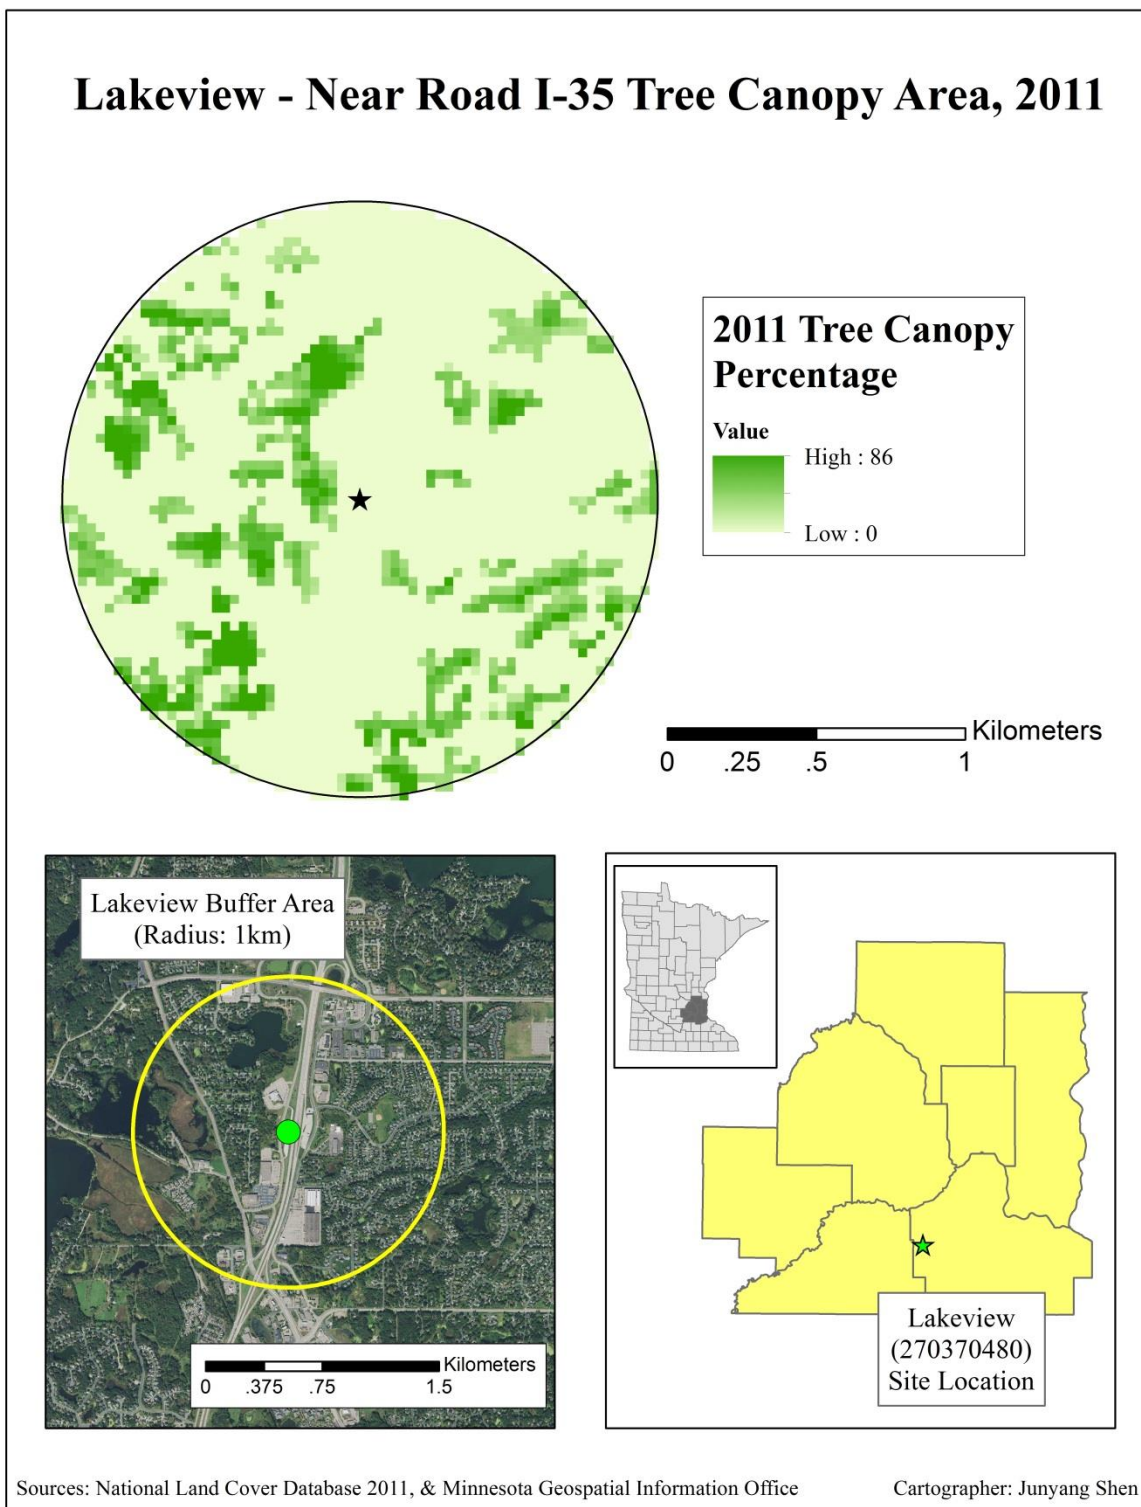 Lakeview - Near Road I-35 Tree Canopy Area, 2011
2011 Tree Canopy
Percentage
Value
High : 86
Low : 0
Kilometers
0 .25 .5 1
Lakeview Buffer Area
(Radius: 1km)
Kilometers
0 .375 .75 1.5
Lakeview
(270370480)
Site Location
Sources: National Land Cover Database 2011, & Minnesota Geospatial Information Office
Cartographer: Junyang Shen